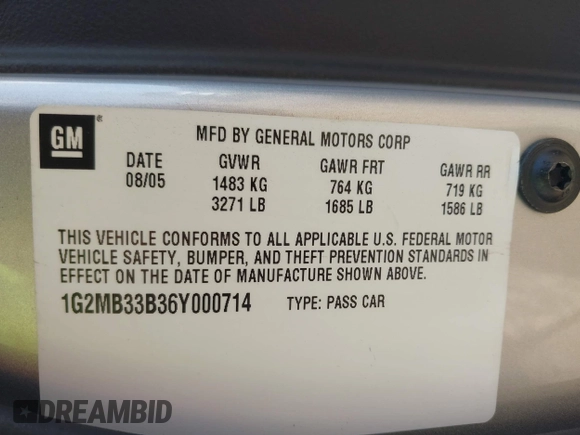 GM®
MFD BY GENERAL MOTORS CORP
DATE GVWR GAWR FRT GAWR RR
08/05 1483 KG 764 KG 719 KG
3271 LB 1685 LB 1586 LB
THIS VEHICLE CONFORMS TO ALL APPLICABLE U.S. FEDERAL MOTOR
VEHICLE SAFETY, BUMPER, AND THEFT PREVENTION STANDARDS IN
EFFECT ON THE DATE OF MANUFACTURE SHOWN ABOVE.
1G2MB33B36Y000714 TYPE: PASS CAR
DREAMBID